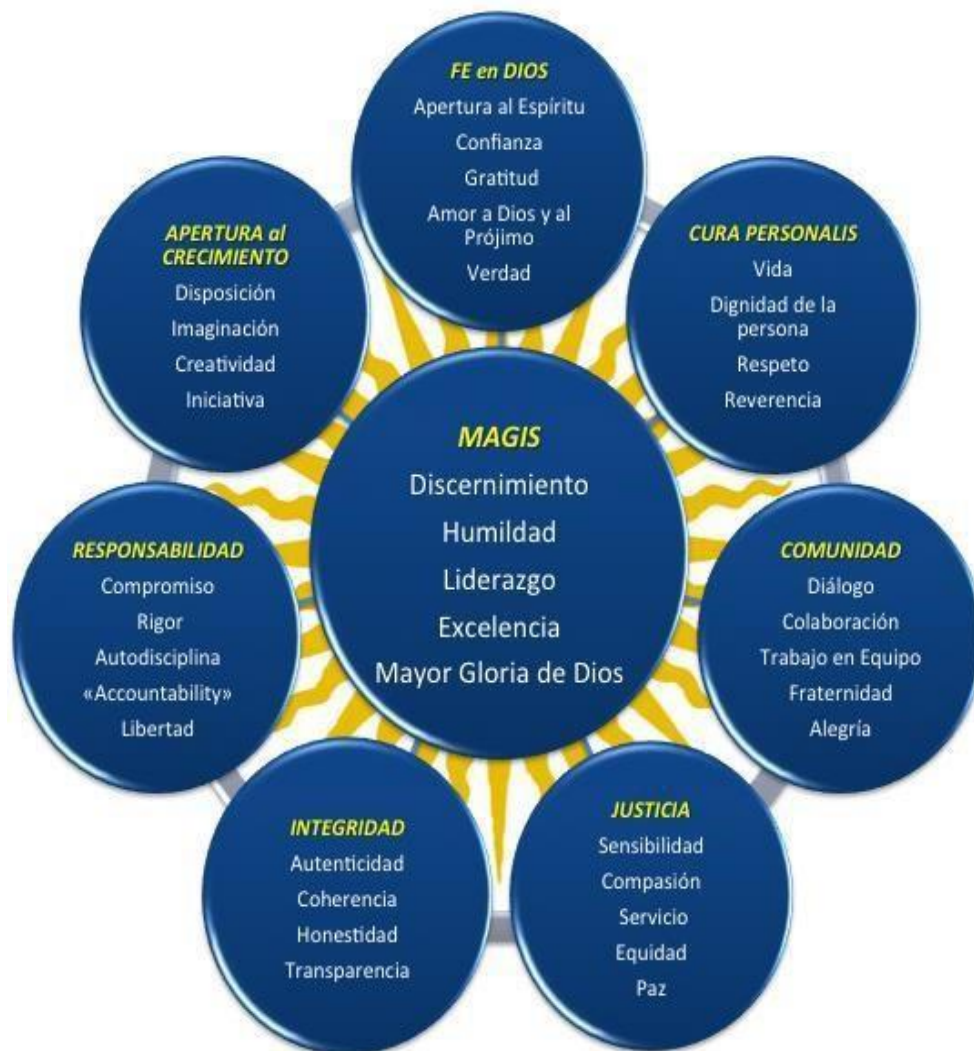 FE en DIOS
Apertura al Espíritu
Confianza
Gratitud
Amor a Dios y al
Prójimo
Verdad
CURA PERSONALIS
Vida
Dignidad de la
persona
Respeto
Reverencia
COMUNIDAD
Diálogo
Colaboración
Trabajo en Equipo
Fraternidad
Alegría
JUSTICIA
Sensibilidad
Compasión
Servicio
Equidad
Paz
INTEGRIDAD
Autenticidad
Coherencia
Honestidad
Transparencia
RESPONSABILIDAD
Compromiso
Rigor
Autodisciplina
«Accountability»
Libertad
APERTURA al
CRECIMIENTO
Disposición
Imaginación
Creatividad
Iniciativa
MAGIS
Discernimiento
Humildad
Liderazgo
Excelencia
Mayor Gloria de Dios